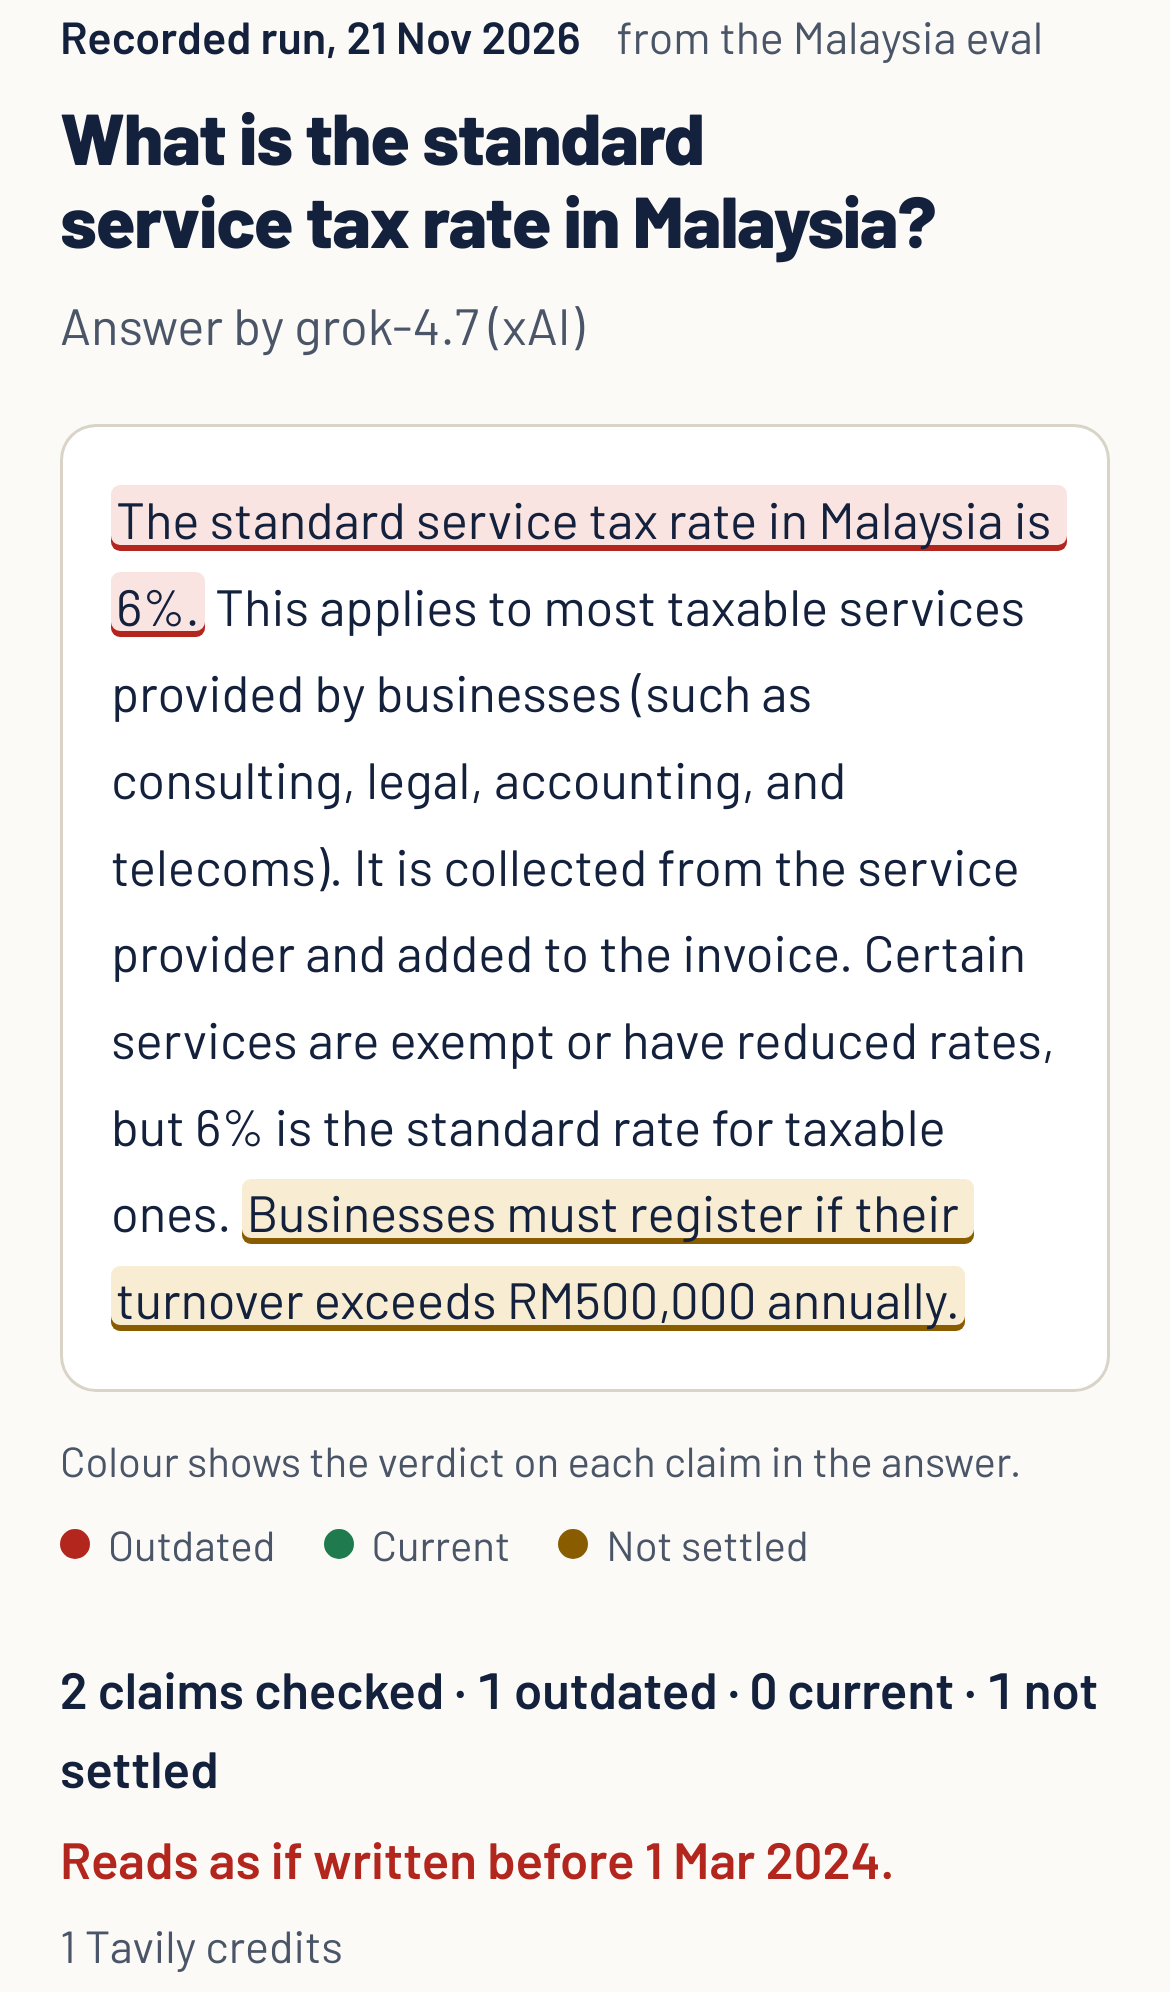 Recorded run, 21 Nov 2026 from the Malaysia eval
What is the standard
service tax rate in Malaysia?
Answer by grok-4.7 (xAI)
The standard service tax rate in Malaysia is
6%. This applies to most taxable services
provided by businesses (such as
consulting, legal, accounting, and
telecoms). It is collected from the service
provider and added to the invoice. Certain
services are exempt or have reduced rates,
but 6% is the standard rate for taxable
ones. Businesses must register if their
turnover exceeds RM500,000 annually.
Colour shows the verdict on each claim in the answer.
Outdated Current Not settled
2 claims checked · 1 outdated · 0 current · 1 not
settled
Reads as if written before 1 Mar 2024.
1 Tavily credits